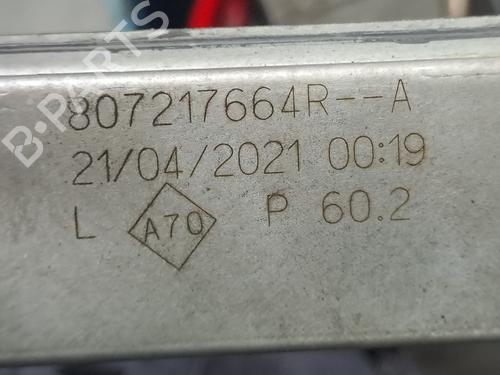 B-PARTS
807217664R--A
21/04/2021 00:19
L A70 P 60.2